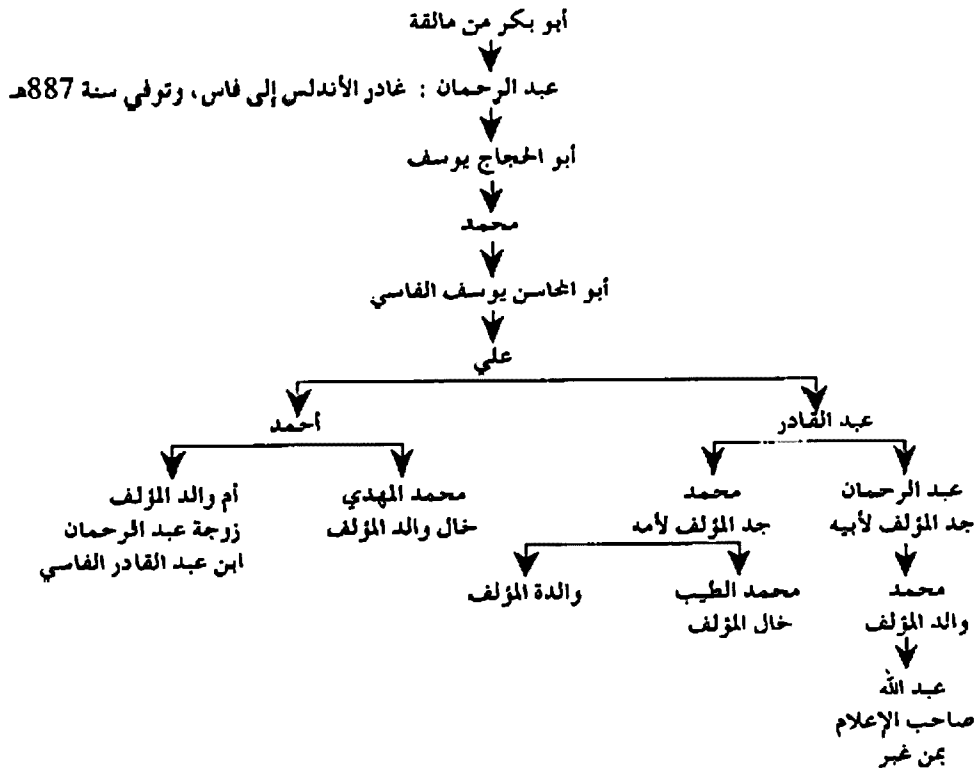 أبو بكر من مالقة
عبد الرحمان : غادر الأندلس إلى فاس، وتوفي سنة 887هـ
أبو الحجاج يوسف
محمد
أبو المحاسن يوسف الفاسي
علي
عبد القادر
أحمد
عبد الرحمان
جد المؤلف لأبيه
محمد
جد المؤلف لأمه
محمد المهدي
خال والد المؤلف
أم والد المؤلف
زوجة عبد الرحمان
ابن عبد القادر الفاسي
محمد
والد المؤلف
محمد الطيب
خال المؤلف
والدة المؤلف
عبد الله
صاحب الإعلام
بمن غبر